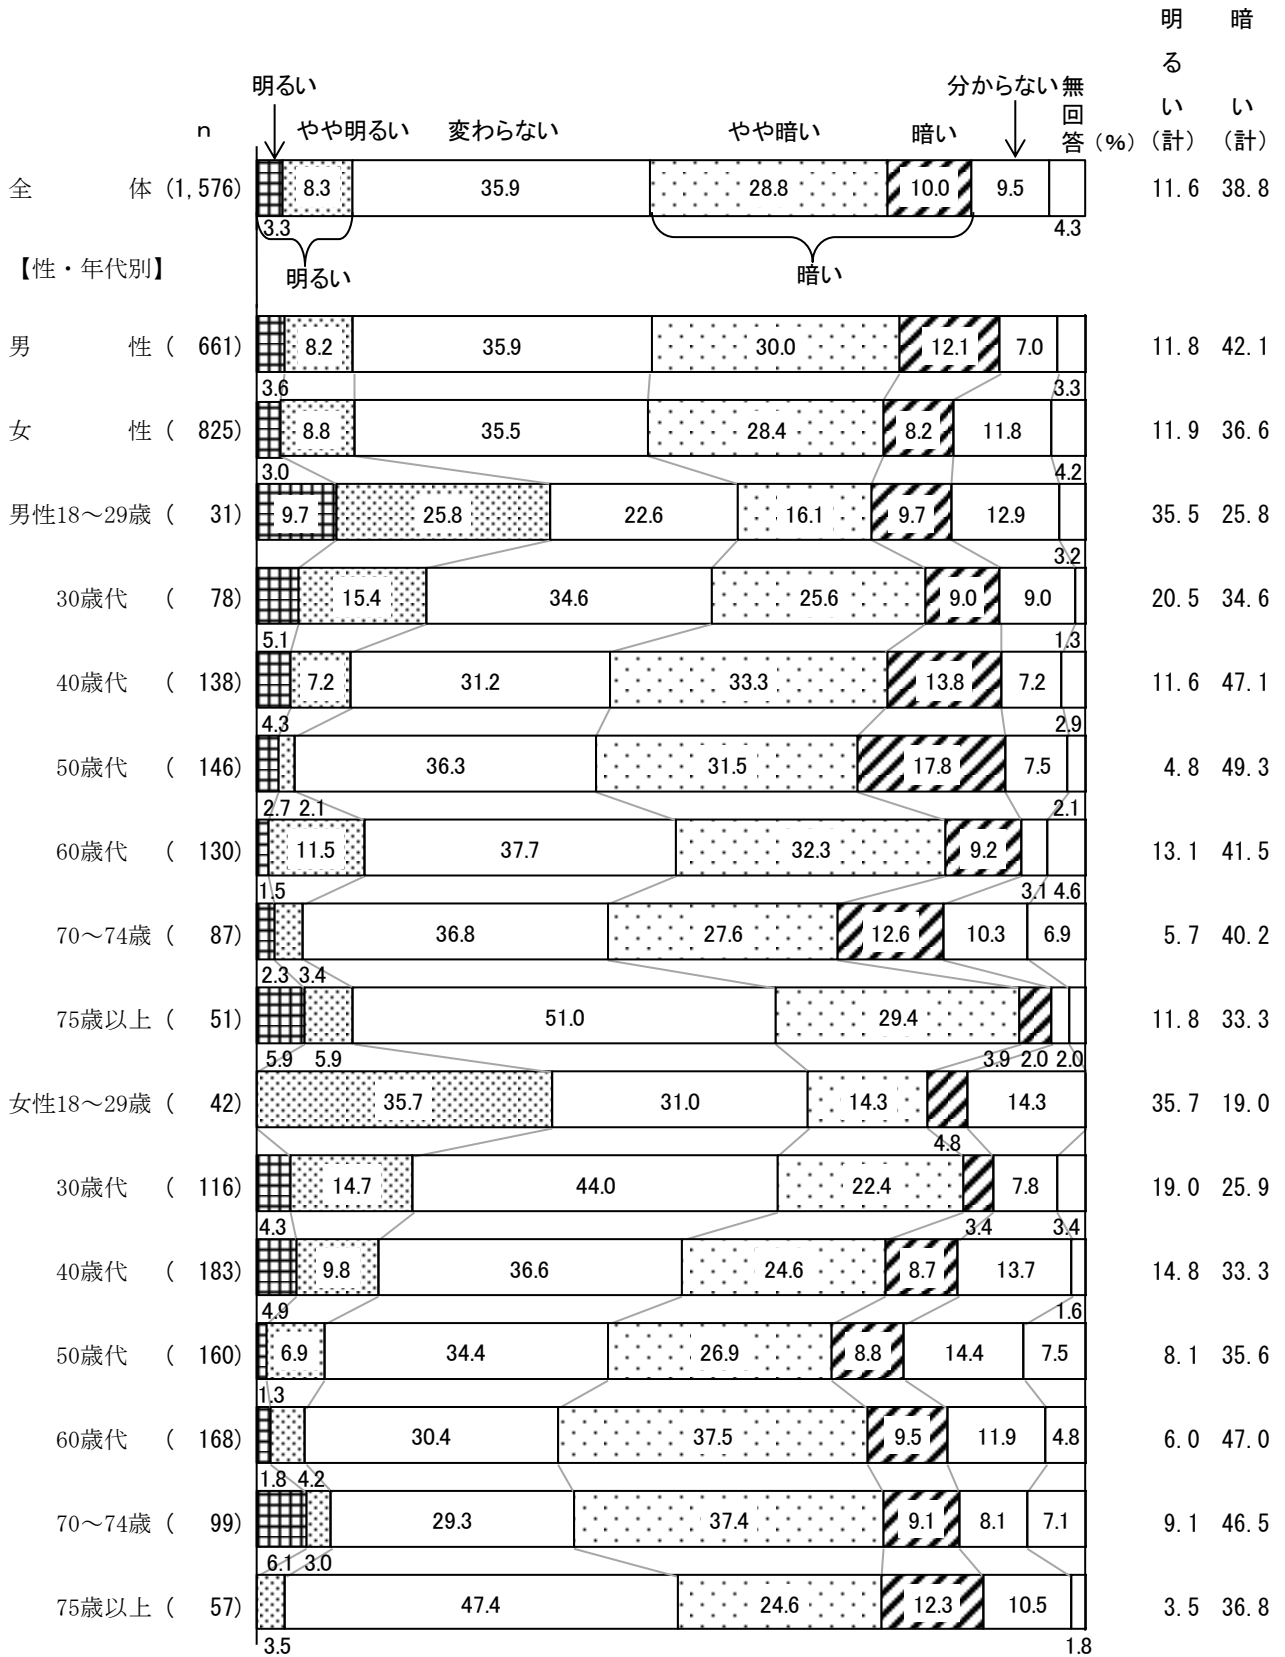 明るい（計） 暗い（計）
明るい 分からない 無回答
ｎ やや明るい 変わらない やや暗い 暗い （％）
全体 (1,576) 8.3 35.9 28.8 10.0 9.5 11.6 38.8
3.3 4.3
【性・年代別】 明るい 暗い
男性 ( 661) 8.2 35.9 30.0 12.1 7.0 11.8 42.1
3.6 3.3
女性 ( 825) 8.8 35.5 28.4 8.2 11.8 11.9 36.6
3.0 4.2
男性18～29歳 ( 31) 9.7 25.8 22.6 16.1 9.7 12.9 35.5 25.8
3.2
30歳代 ( 78) 15.4 34.6 25.6 9.0 9.0 20.5 34.6
5.1 1.3
40歳代 ( 138) 7.2 31.2 33.3 13.8 7.2 11.6 47.1
4.3 2.9
50歳代 ( 146) 36.3 31.5 17.8 7.5 4.8 49.3
2.7 2.1 2.1
60歳代 ( 130) 11.5 37.7 32.3 9.2 13.1 41.5
1.5 3.1 4.6
70～74歳 ( 87) 36.8 27.6 12.6 10.3 6.9 5.7 40.2
2.3 3.4
75歳以上 ( 51) 51.0 29.4 11.8 33.3
5.9 5.9 3.9 2.0 2.0
女性18～29歳 ( 42) 35.7 31.0 14.3 14.3 35.7 19.0
4.8
30歳代 ( 116) 14.7 44.0 22.4 7.8 19.0 25.9
4.3 3.4 3.4
40歳代 ( 183) 9.8 36.6 24.6 8.7 13.7 14.8 33.3
4.9 1.6
50歳代 ( 160) 6.9 34.4 26.9 8.8 14.4 7.5 8.1 35.6
1.3
60歳代 ( 168) 30.4 37.5 9.5 11.9 4.8 6.0 47.0
1.8 4.2
70～74歳 ( 99) 29.3 37.4 9.1 8.1 7.1 9.1 46.5
6.1 3.0
75歳以上 ( 57) 47.4 24.6 12.3 10.5 3.5 36.8
3.5 1.8